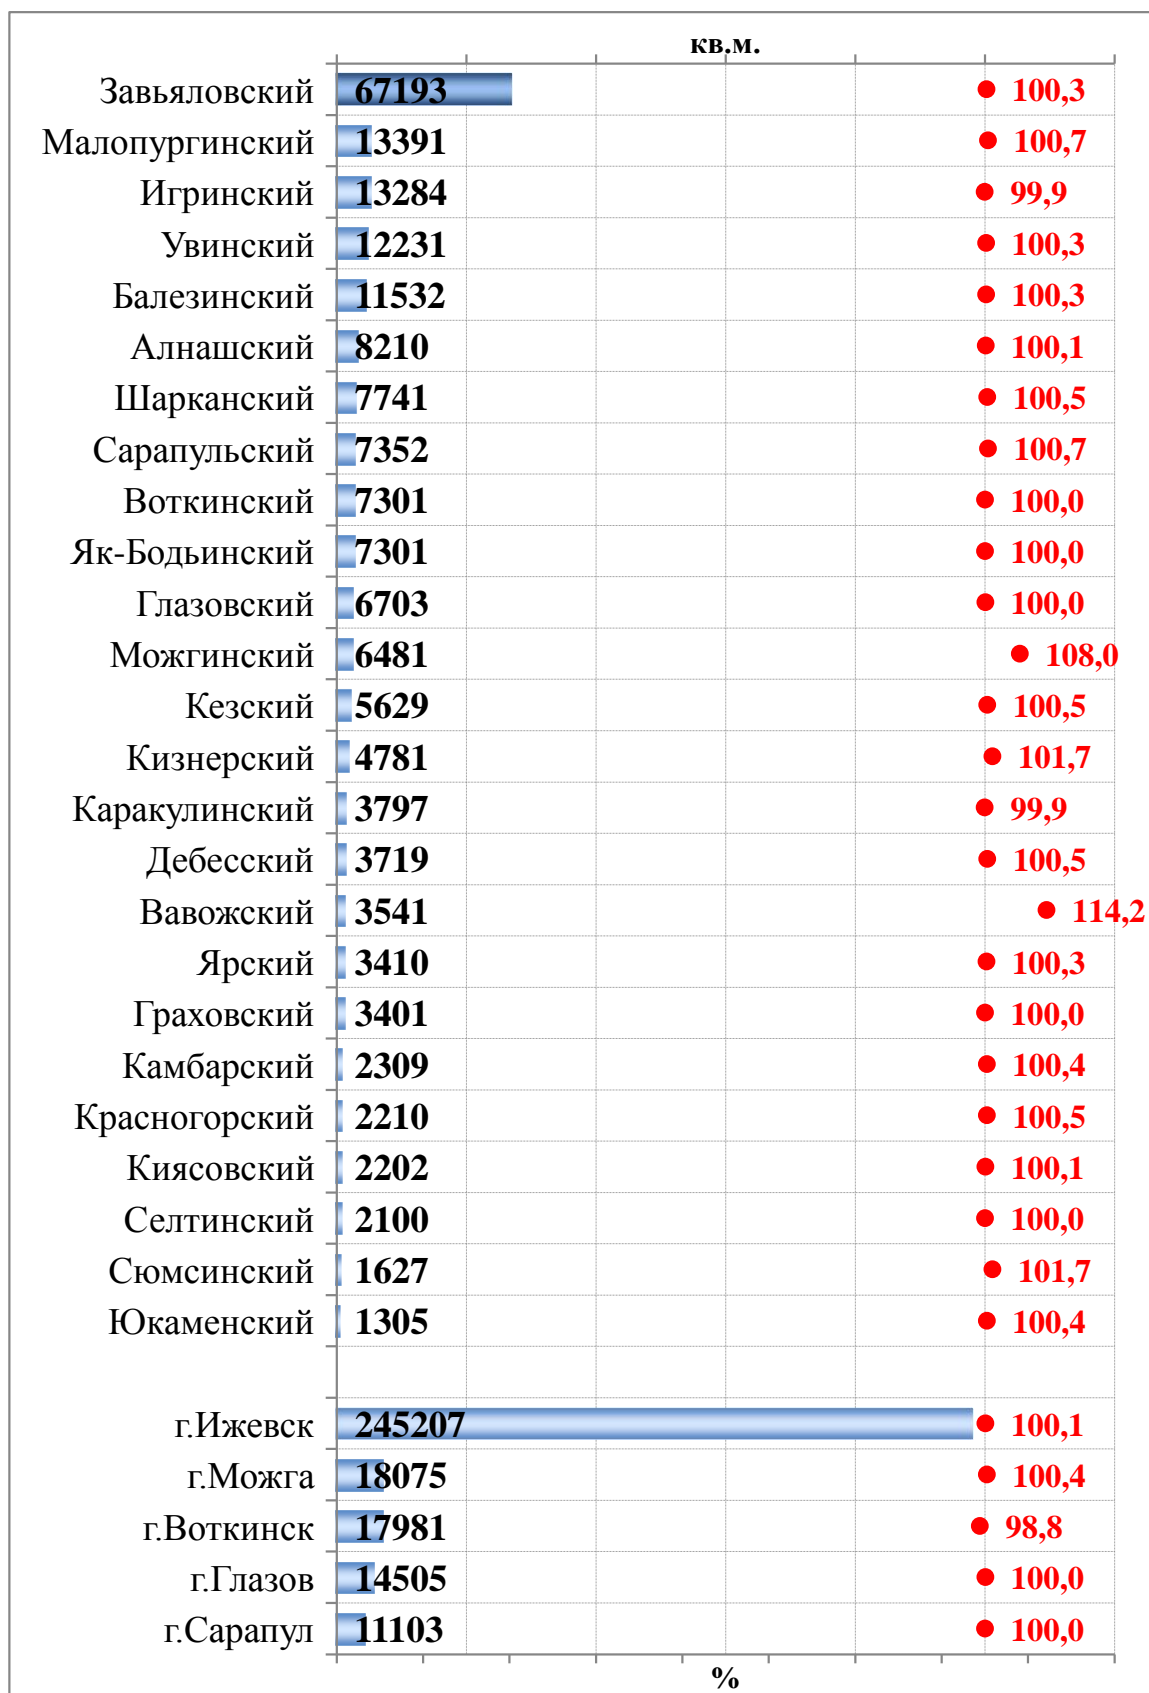 кв.м.
Завьяловский 67193 100,3
Малопургинский 13391 100,7
Игринский 13284 99,9
Увинский 12231 100,3
Балезинский 11532 100,3
Алнашский 8210 100,1
Шарканский 7741 100,5
Сарапульский 7352 100,7
Воткинский 7301 100,0
Як-Бодьинский 7301 100,0
Глазовский 6703 100,0
Можгинский 6481 108,0
Кезский 5629 100,5
Кизнерский 4781 101,7
Каракулинский 3797 99,9
Дебесский 3719 100,5
Вавожский 3541 114,2
Ярский 3410 100,3
Граховский 3401 100,0
Камбарский 2309 100,4
Красногорский 2210 100,5
Киясовский 2202 100,1
Селтинский 2100 100,0
Сюмсинский 1627 101,7
Юкаменский 1305 100,4
г.Ижевск 245207 100,1
г.Можга 18075 100,4
г.Воткинск 17981 98,8
г.Глазов 14505 100,0
г.Сарапул 11103 100,0
%